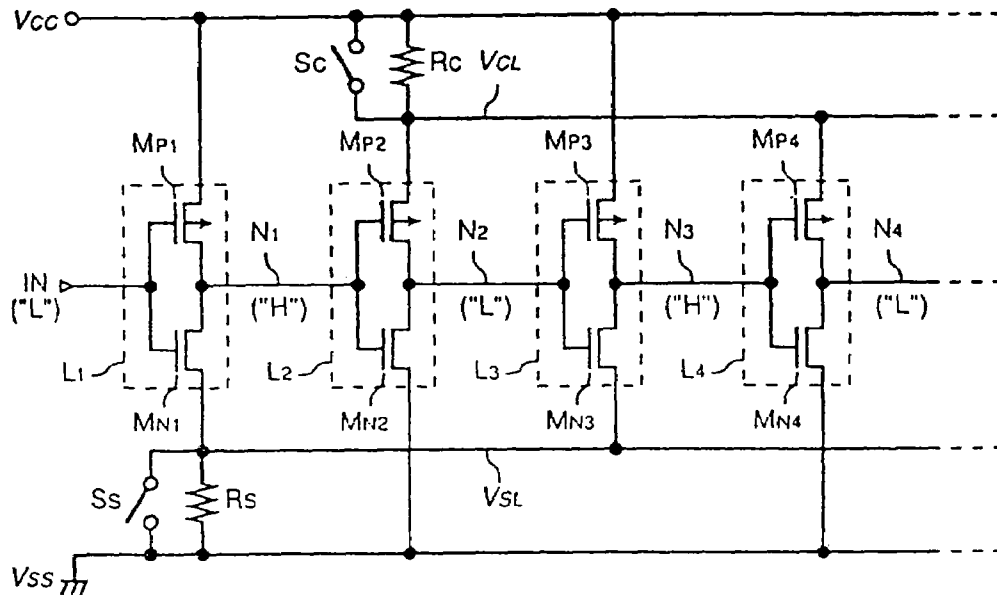 VCC
SC RC VCL
MP1 MP2 MP3 MP4
N1 N2 N3 N4
IN
("L") ("H") ("L") ("H") ("L")
L1 L2 L3 L4
MN1 MN2 MN3 MN4
SS RS VSL
VSS